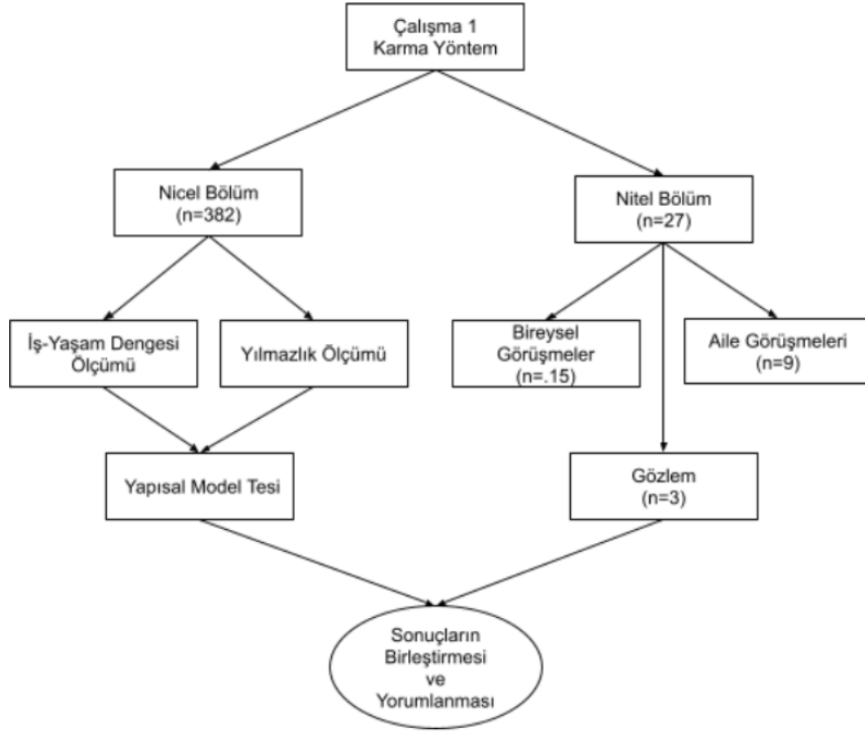 Çalışma 1
Karma Yöntem
Nicel Bölüm
(n=382)
Nitel Bölüm
(n=27)
İş-Yaşam Dengesi
Ölçümü
Yılmazlık Ölçümü
Bireysel
Görüşmeler
(n=.15)
Aile Görüşmeleri
(n=9)
Yapısal Model Tesi
Gözlem
(n=3)
Sonuçların
Birleştirmesi
ve
Yorumlanması